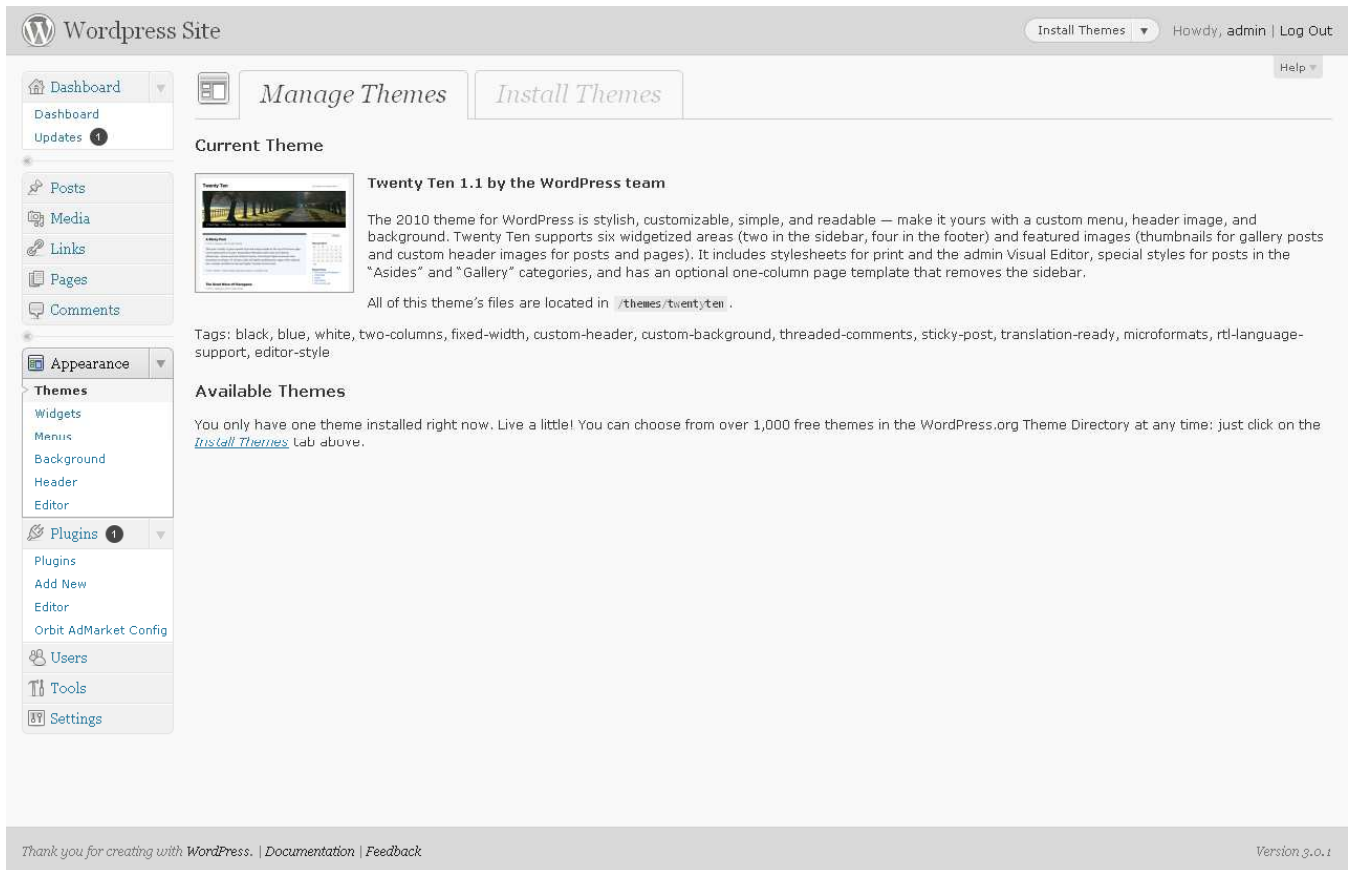 Wordpress Site
Install Themes
Howdy, admin | Log Out
Help
Dashboard
Dashboard
Updates 1
Posts
Media
Links
Pages
Comments
Appearance
Themes
Widgets
Menus
Background
Header
Editor
Plugins 1
Plugins
Add New
Editor
Orbit AdMarket Config
Users
Tools
Settings
Manage Themes
Install Themes
Current Theme
Twenty Ten
Twenty Ten 1.1 by the WordPress team
The 2010 theme for WordPress is stylish, customizable, simple, and readable — make it yours with a custom menu, header image, and
background. Twenty Ten supports six widgetized areas (two in the sidebar, four in the footer) and featured images (thumbnails for gallery posts
and custom header images for posts and pages). It includes stylesheets for print and the admin Visual Editor, special styles for posts in the
“Asides” and “Gallery” categories, and has an optional one-column page template that removes the sidebar.
All of this theme’s files are located in /themes/twentyten .
Tags: black, blue, white, two-columns, fixed-width, custom-header, custom-background, threaded-comments, sticky-post, translation-ready, microformats, rtl-language-
support, editor-style
Available Themes
You only have one theme installed right now. Live a little! You can choose from over 1,000 free themes in the WordPress.org Theme Directory at any time: just click on the
Install Themes tab above.
Thank you for creating with WordPress. | Documentation | Feedback
Version 3.0.1